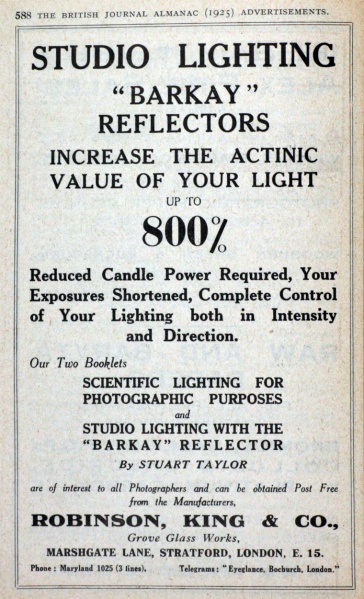 588 THE BRITISH JOURNAL ALMANAC (1925) ADVERTISEMENTS.
STUDIO LIGHTING
"BARKAY"
REFLECTORS
INCREASE THE ACTINIC
VALUE OF YOUR LIGHT
UP TO
800%
Reduced Candle Power Required, Your
Exposures Shortened, Complete Control
of Your Lighting both in Intensity
and Direction.
Our Two Booklets
SCIENTIFIC LIGHTING FOR
PHOTOGRAPHIC PURPOSES
and
STUDIO LIGHTING WITH THE
"BARKAY" REFLECTOR
By STUART TAYLOR
are of interest to all Photographers and can be obtained Post Free
from the Manufacturers,
ROBINSON, KING & CO.,
Grove Glass Works,
MARSHGATE LANE, STRATFORD, LONDON, E. 15.
Phone: Maryland 1025 (3 lines). Telegrams: "Eyeglance, Bochurch, London."